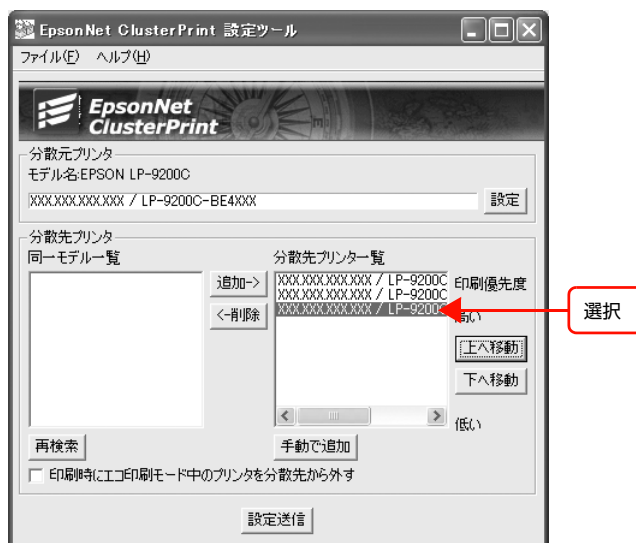 EpsonNet ClusterPrint 設定ツール
ファイル(F) ヘルプ(H)
EpsonNet
ClusterPrint
分散元プリンタ
モデル名:EPSON LP-9200C
XXX.XXX.XXX.XXX / LP-9200C-BE4XXX
設定
分散先プリンタ
同一モデル一覧
分散先プリンタ一覧
追加->
<-削除
XXX.XXX.XXX.XXX / LP-9200C
XXX.XXX.XXX.XXX / LP-9200C
XXX.XXX.XXX.XXX / LP-9200C
印刷優先度
高い
選択
上へ移動
下へ移動
低い
再検索
手動で追加
印刷時にエコ印刷モード中のプリンタを分散先から外す
設定送信